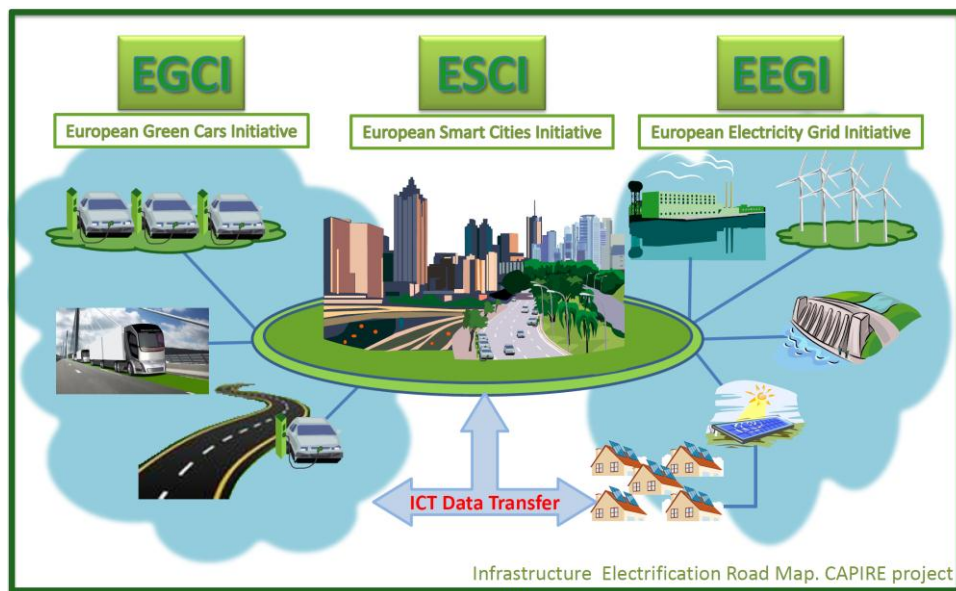 EGCI
ESCI
EEGI
European Green Cars Initiative
European Smart Cities Initiative
European Electricity Grid Initiative
ICT Data Transfer
Infrastructure Electrification Road Map. CAPIRE project